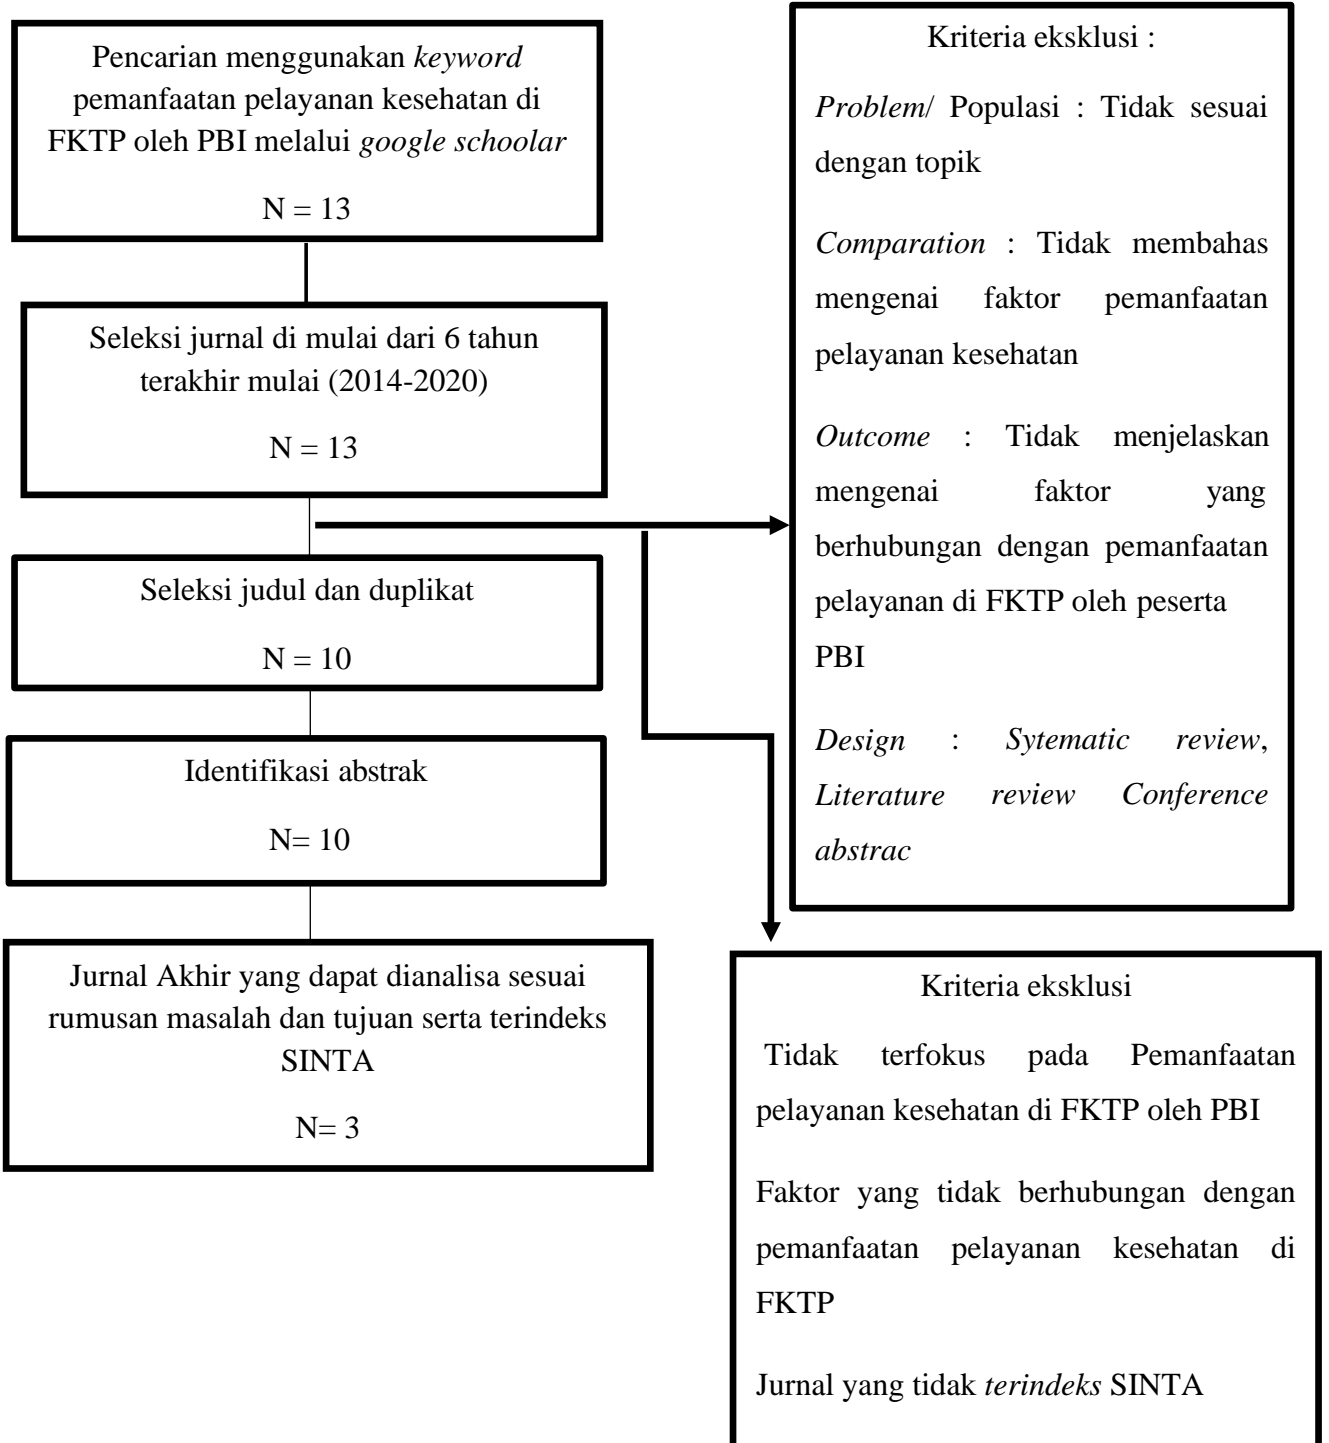 Pencarian menggunakan keyword
pemanfaatan pelayanan kesehatan di
FKTP oleh PBI melalui google schoolar
N = 13
Seleksi jurnal di mulai dari 6 tahun
terakhir mulai (2014-2020)
N = 13
Seleksi judul dan duplikat
N = 10
Identifikasi abstrak
N= 10
Jurnal Akhir yang dapat dianalisa sesuai
rumusan masalah dan tujuan serta terindeks
SINTA
N= 3
Kriteria eksklusi :
Problem/ Populasi : Tidak sesuai
dengan topik
Comparation : Tidak membahas
mengenai faktor pemanfaatan
pelayanan kesehatan
Outcome : Tidak menjelaskan
mengenai faktor yang
berhubungan dengan pemanfaatan
pelayanan di FKTP oleh peserta
PBI
Design : Sytematic review,
Literature review Conference
abstrac
Kriteria eksklusi
Tidak terfokus pada Pemanfaatan
pelayanan kesehatan di FKTP oleh PBI
Faktor yang tidak berhubungan dengan
pemanfaatan pelayanan kesehatan di
FKTP
Jurnal yang tidak terindeks SINTA